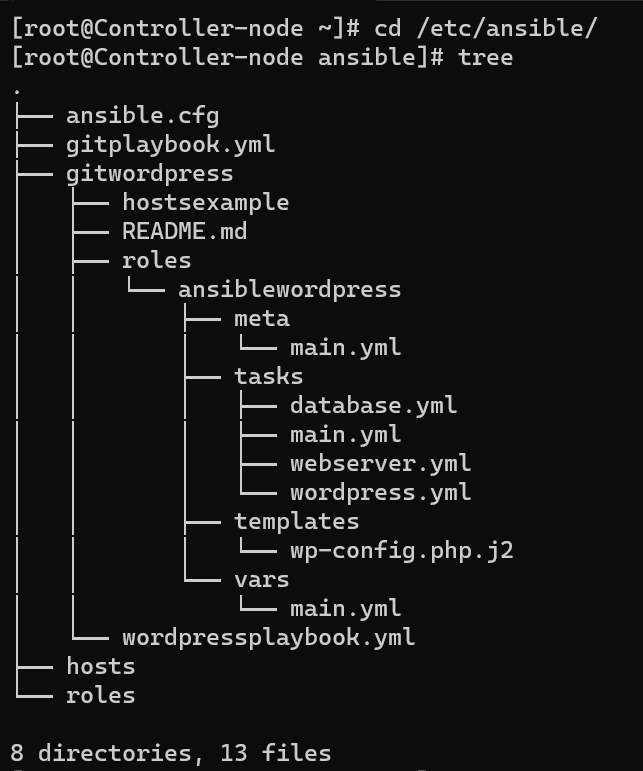 [root@Controller-node ~]# cd /etc/ansible/
[root@Controller-node ansible]# tree
.
├── ansible.cfg
├── gitplaybook.yml
├── gitwordpress
│   ├── hostsexample
│   ├── README.md
│   ├── roles
│   │   └── ansiblewordpress
│   │       ├── meta
│   │       │   └── main.yml
│   │       ├── tasks
│   │       │   ├── database.yml
│   │       │   ├── main.yml
│   │       │   ├── webserver.yml
│   │       │   └── wordpress.yml
│   │       ├── templates
│   │       │   └── wp-config.php.j2
│   │       └── vars
│   │           └── main.yml
│   └── wordpressplaybook.yml
├── hosts
└── roles

8 directories, 13 files